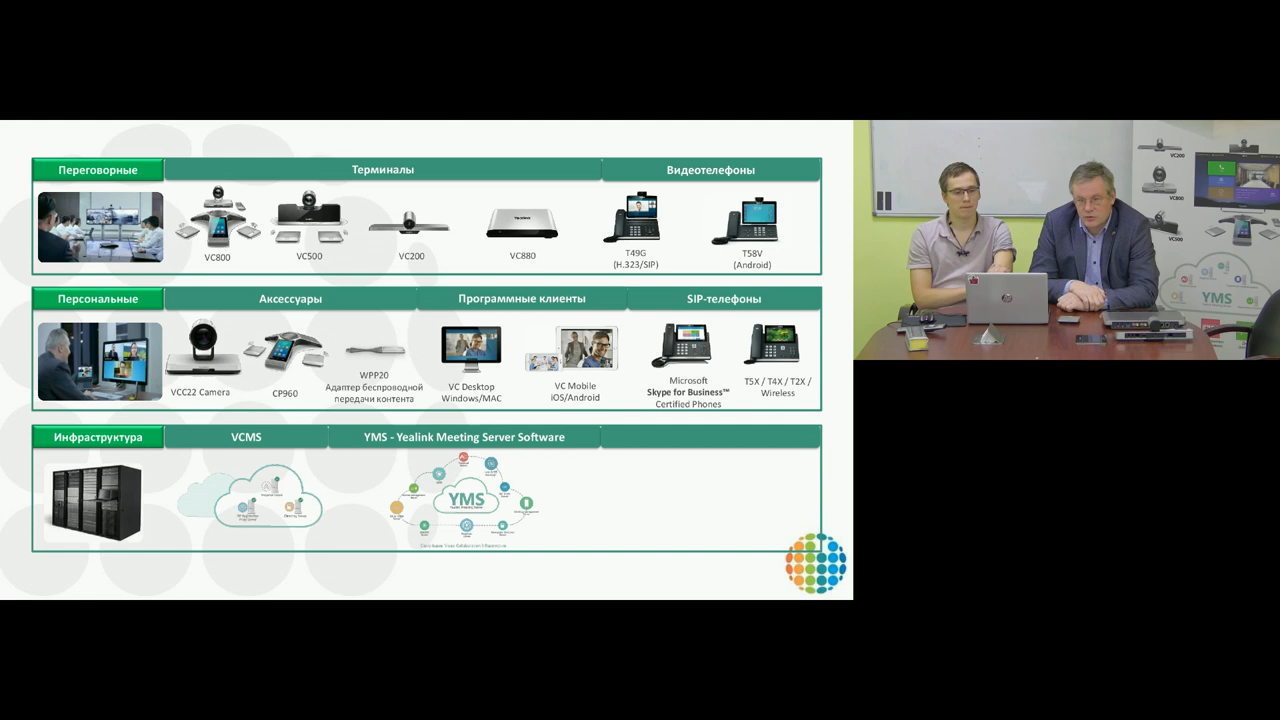 Переговорные
Терминалы
Видеотелефоны
VC800
VC500
VC200
VC880
T49G
(H.323/SIP)
T58V
(Android)
Персональные
Аксессуары
Программные клиенты
SIP-телефоны
VCC22 Camera
CP960
WPP20
Адаптер беспроводной
передачи контента
VC Desktop
Windows/MAC
VC Mobile
iOS/Android
Microsoft
Skype for Business™
Certified Phones
T5X / T4X / T2X /
Wireless
Инфраструктура
VCMS
YMS - Yealink Meeting Server Software
YMS
VC200
VC800
VC500
YMS